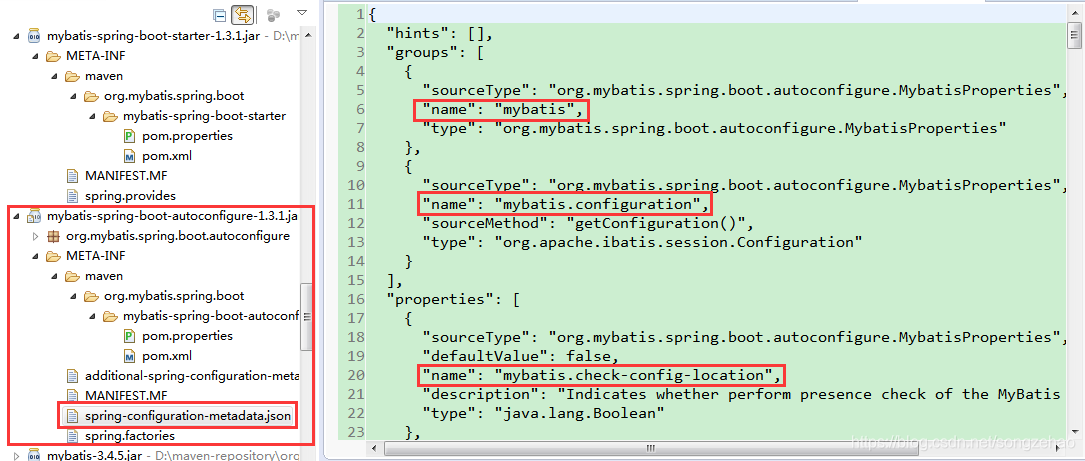 mybatis-spring-boot-starter-1.3.1.jar - D:\m
META-INF
maven
org.mybatis.spring.boot
mybatis-spring-boot-starter
pom.properties
pom.xml
MANIFEST.MF
spring.provides
mybatis-spring-boot-autoconfigure-1.3.1.ja
org.mybatis.spring.boot.autoconfigure
META-INF
maven
org.mybatis.spring.boot
mybatis-spring-boot-autoconf
pom.properties
pom.xml
additional-spring-configuration-meta
MANIFEST.MF
spring-configuration-metadata.json
spring.factories
mybatis-3.4.5.jar - D:\maven-repository\org
1 {
2 "hints": [],
3 "groups": [
4 {
5 "sourceType": "org.mybatis.spring.boot.autoconfigure.MybatisProperties",
6 "name": "mybatis",
7 "type": "org.mybatis.spring.boot.autoconfigure.MybatisProperties"
8 },
9 {
10 "sourceType": "org.mybatis.spring.boot.autoconfigure.MybatisProperties",
11 "name": "mybatis.configuration",
12 "sourceMethod": "getConfiguration()",
13 "type": "org.apache.ibatis.session.Configuration"
14 }
15 ],
16 "properties": [
17 {
18 "sourceType": "org.mybatis.spring.boot.autoconfigure.MybatisProperties",
19 "defaultValue": false,
20 "name": "mybatis.check-config-location",
21 "description": "Indicates whether perform presence check of the MyBatis
22 "type": "java.lang.Boolean"
23 },
https://blog.csdn.net/songzehao